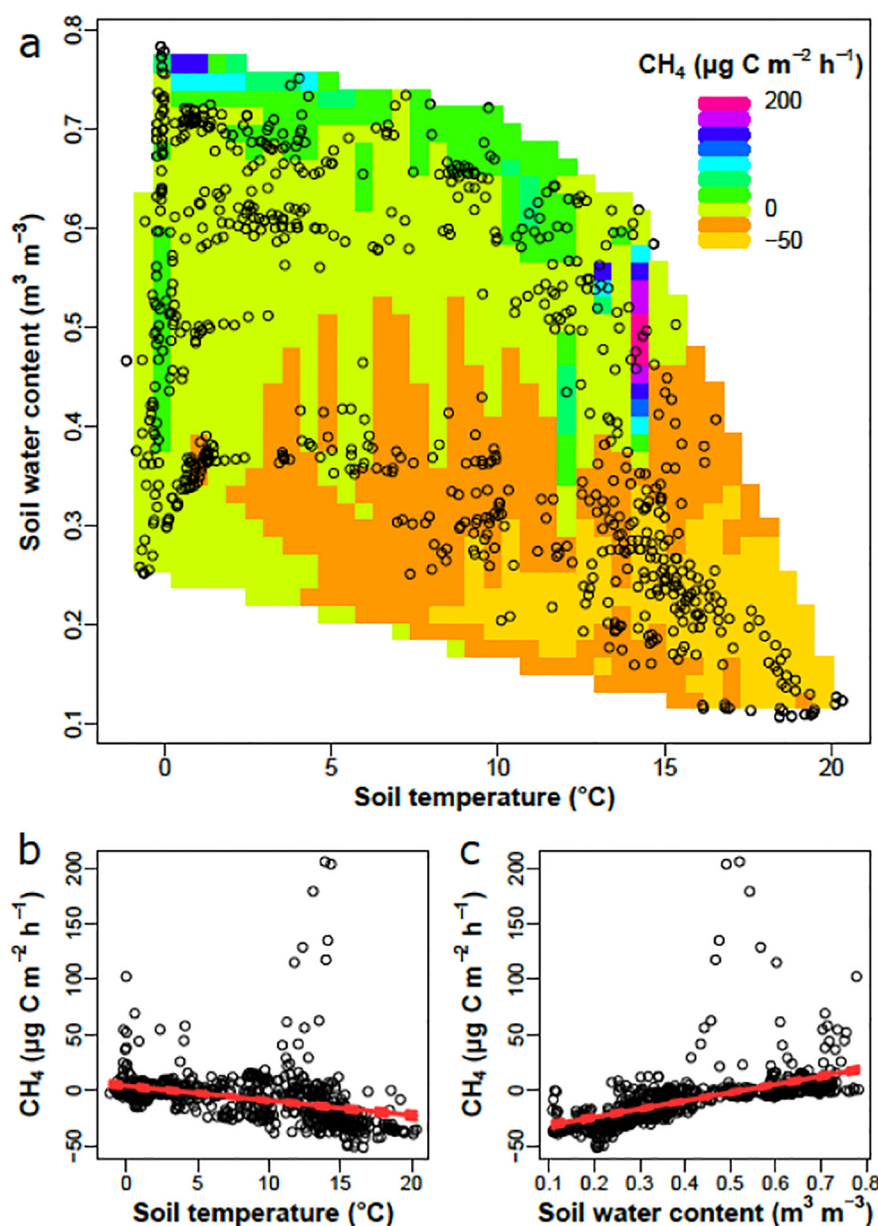 a
CH₄ (µg C m⁻² h⁻¹)
200
0
−50
Soil water content (m³ m⁻³)
0.8
0.7
0.6
0.5
0.4
0.3
0.2
0.1
0 5 10 15 20
Soil temperature (°C)
b
CH₄ (µg C m⁻² h⁻¹)
200
150
100
50
0
−50
0 5 10 15 20
Soil temperature (°C)
c
CH₄ (µg C m⁻² h⁻¹)
200
150
100
50
0
−50
0.1 0.2 0.3 0.4 0.5 0.6 0.7 0.8
Soil water content (m³ m⁻³)